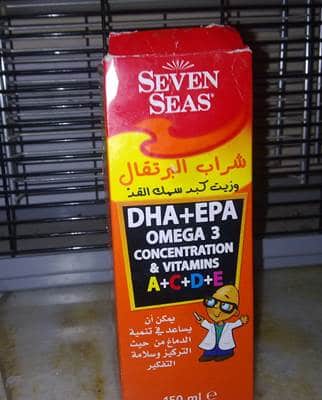 SEVEN
SEAS®
شراب البرتقال
وزيت كبد سمك القد
DHA+EPA
OMEGA 3
CONCENTRATION
& VITAMINS
A+C+D+E
يمكن أن
يساعد في تنمية
الدماغ من حيث
التركيز وسلامة
التفكير
150 ml e